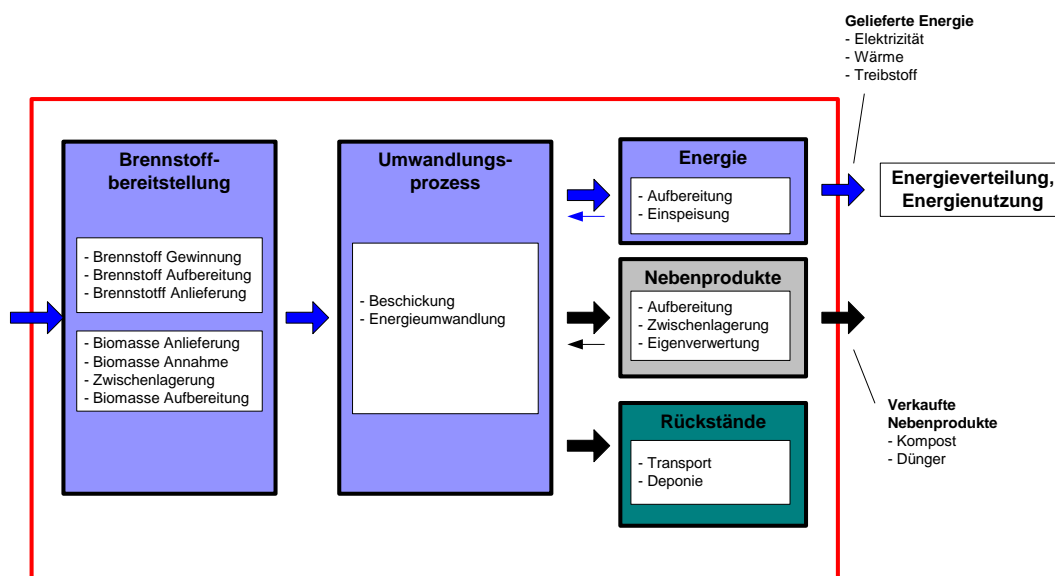 Gelieferte Energie
- Elektrizität
- Wärme
- Treibstoff
Brennstoff-
bereitstellung
- Brennstoff Gewinnung
- Brennstoff Aufbereitung
- Brennstotff Anlieferung
- Biomasse Anlieferung
- Biomasse Annahme
- Zwischenlagerung
- Biomasse Aufbereitung
Umwandlungs-
prozess
- Beschickung
- Energieumwandlung
Energie
- Aufbereitung
- Einspeisung
Energieverteilung,
Energienutzung
Nebenprodukte
- Aufbereitung
- Zwischenlagerung
- Eigenverwertung
Rückstände
- Transport
- Deponie
Verkaufte
Nebenprodukte
- Kompost
- Dünger